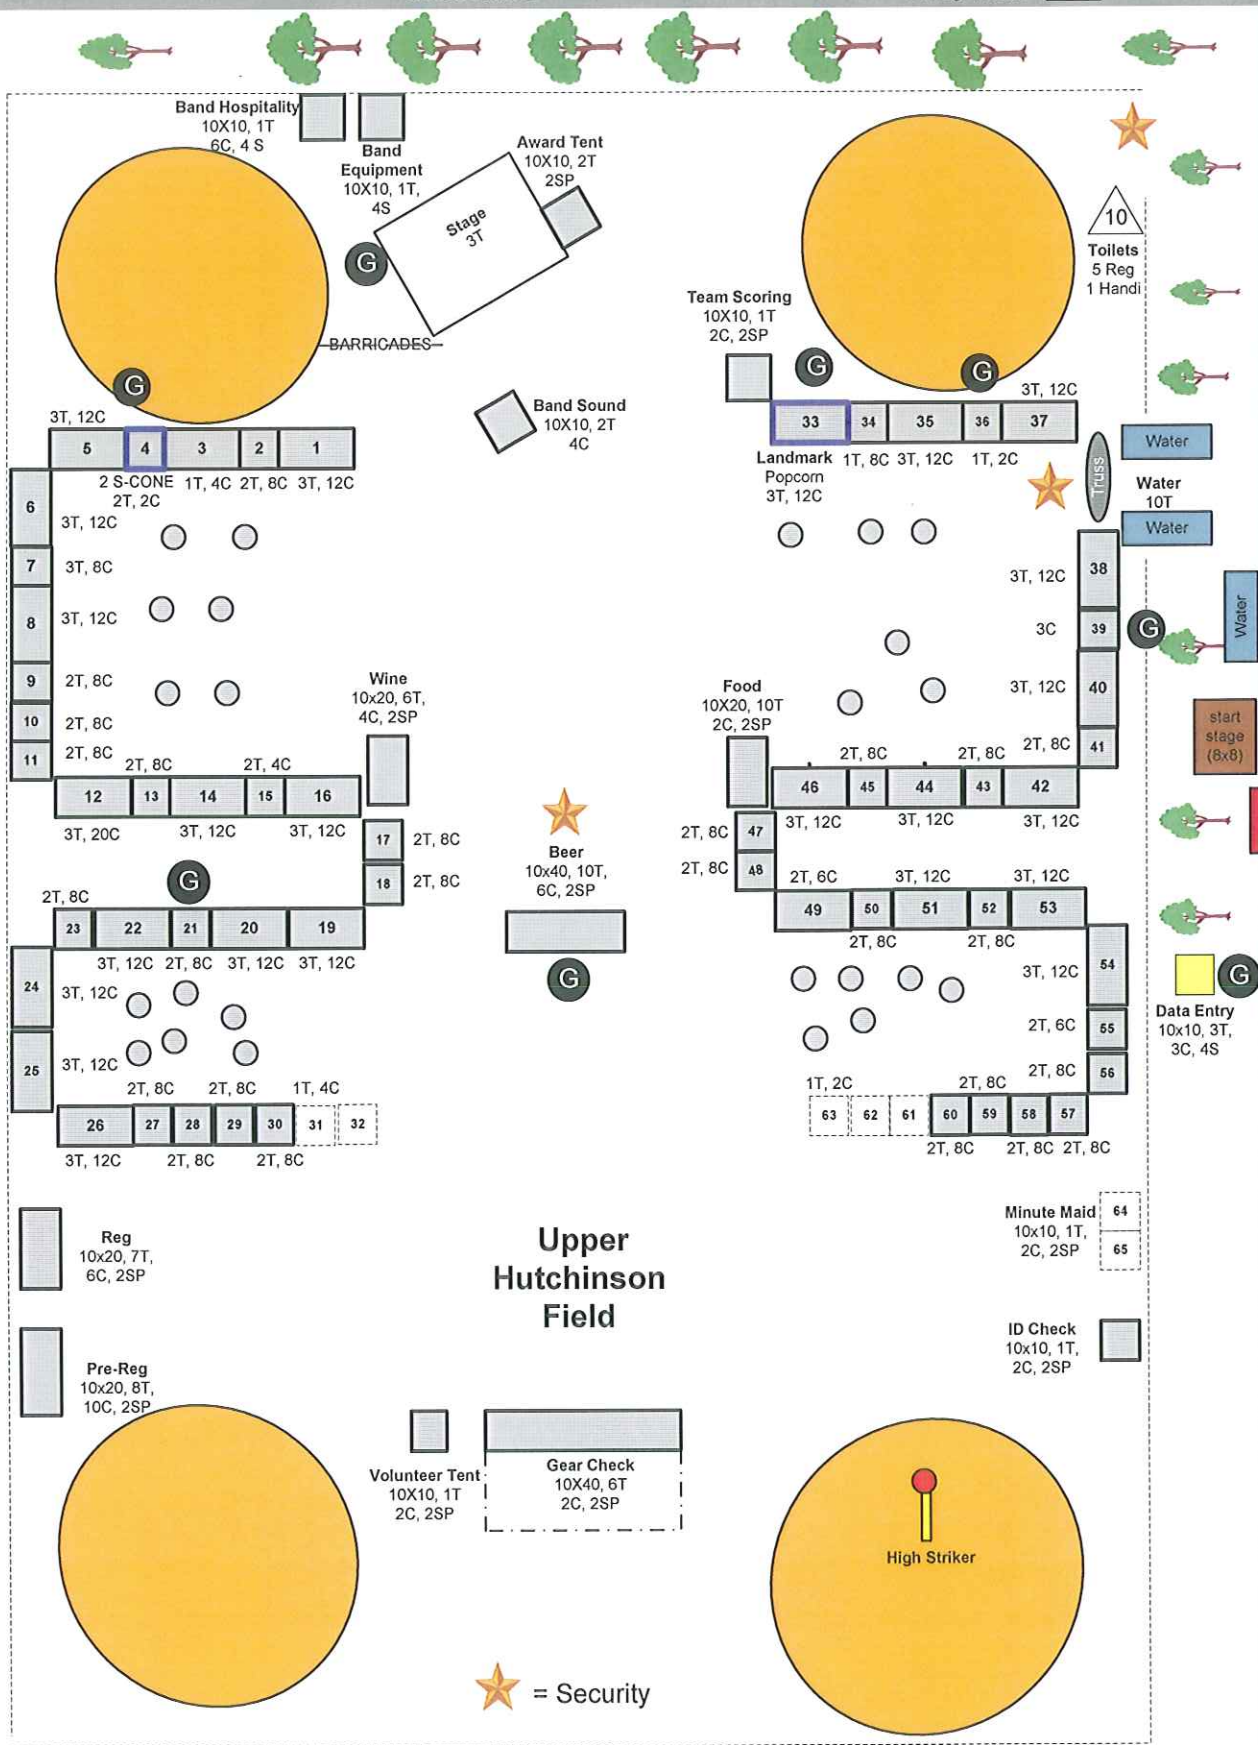 Band Hospitality
10X10, 1T
6C, 4 S
Band
Equipment
10X10, 1T,
4S
Award Tent
10X10, 2T
2SP
Stage
3T
G
BARRICADES
G
10
Toilets
5 Reg
1 Handi
Team Scoring
10X10, 1T
2C, 2SP
G
G
Band Sound
10X10, 2T
4C
3T, 12C
5
4
3
2
1
2 S-CONE
2T, 2C
1T, 4C
2T, 8C
3T, 12C
3T, 12C
33
34
35
36
37
Landmark
Popcorn
3T, 12C
1T, 8C
3T, 12C
1T, 2C
Truss
Water
Water
10T
Water
Water
6
3T, 12C
7
3T, 8C
8
3T, 12C
9
2T, 8C
10
2T, 8C
11
2T, 8C
3T, 12C
38
3C
39
G
3T, 12C
40
2T, 8C
41
start
stage
(8x8)
Wine
10x20, 6T,
4C, 2SP
Food
10X20, 10T
2C, 2SP
2T, 8C
2T, 4C
12
13
14
15
16
3T, 20C
3T, 12C
3T, 12C
2T, 8C
2T, 8C
46
45
44
43
42
3T, 12C
3T, 12C
3T, 12C
17
2T, 8C
18
2T, 8C
G
Beer
10x40, 10T,
6C, 2SP
G
2T, 8C
47
2T, 8C
48
2T, 8C
23
22
21
20
19
3T, 12C
2T, 8C
3T, 12C
3T, 12C
2T, 6C
3T, 12C
3T, 12C
49
50
51
52
53
2T, 8C
2T, 8C
24
3T, 12C
25
3T, 12C
3T, 12C
54
2T, 6C
55
2T, 8C
56
G
Data Entry
10x10, 3T,
3C, 4S
2T, 8C
2T, 8C
1T, 4C
26
27
28
29
30
31
32
3T, 12C
2T, 8C
2T, 8C
1T, 2C
2T, 8C
63
62
61
60
59
58
57
2T, 8C
2T, 8C
2T, 8C
Reg
10x20, 7T,
6C, 2SP
Upper
Hutchinson
Field
Minute Maid
10x10, 1T,
2C, 2SP
64
65
Pre-Reg
10x20, 8T,
10C, 2SP
ID Check
10x10, 1T,
2C, 2SP
Volunteer Tent
10X10, 1T
2C, 2SP
Gear Check
10X40, 6T
2C, 2SP
High Striker
= Security